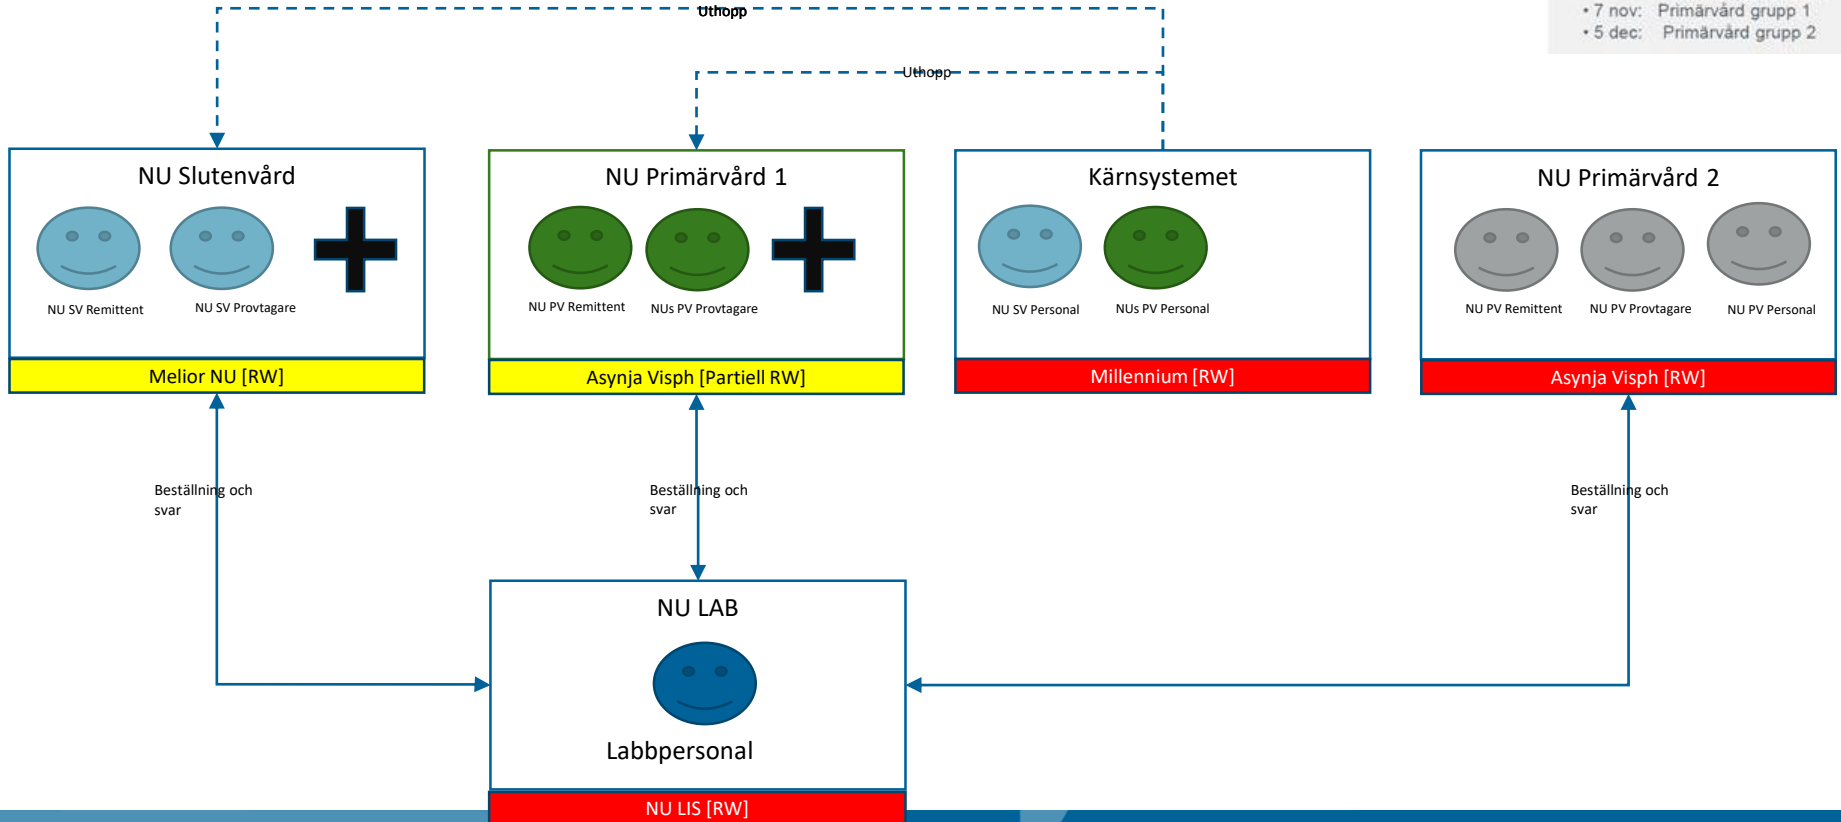 Uthopp
• 7 nov: Primärvård grupp 1
• 5 dec: Primärvård grupp 2
Uthopp
NU Slutenvård
NU SV Remittent
NU SV Provtagare
Melior NU [RW]
NU Primärvård 1
NU PV Remittent
NUs PV Provtagare
Asynja Visph [Partiell RW]
Kärnsystemet
NU SV Personal
NUs PV Personal
Millennium [RW]
NU Primärvård 2
NU PV Remittent
NU PV Provtagare
NU PV Personal
Asynja Visph [RW]
Beställning och
svar
Beställning och
svar
Beställning och
svar
NU LAB
Labbpersonal
NU LIS [RW]